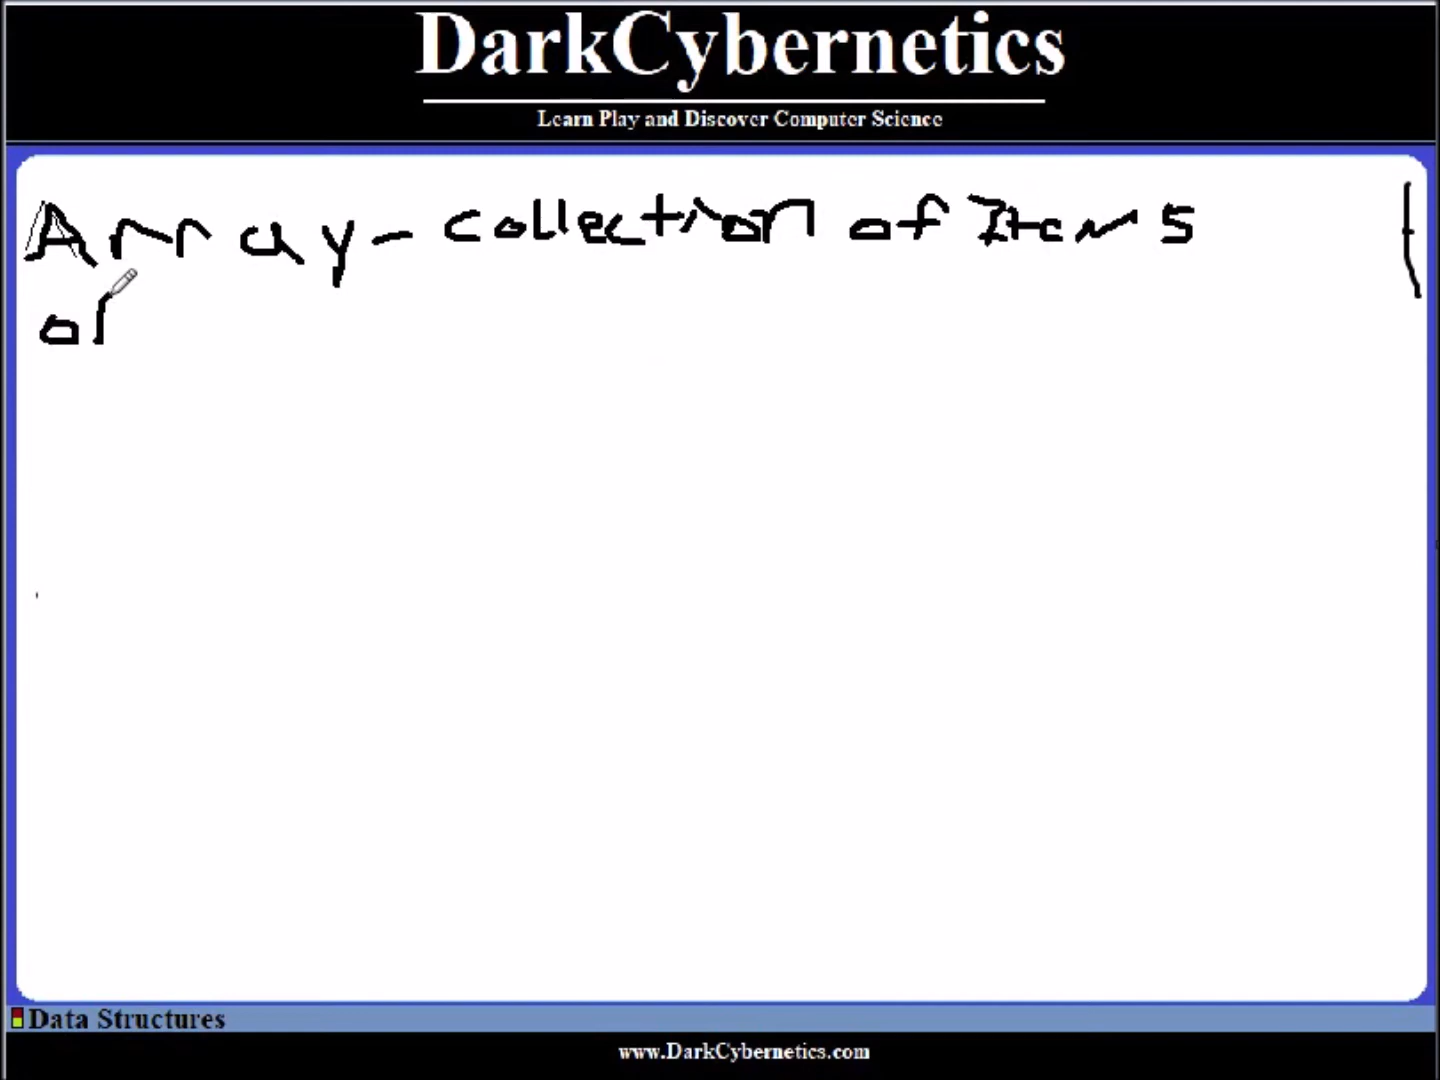 DarkCybernetics
Learn Play and Discover Computer Science
Array - collection of Items
of
Data Structures
www.DarkCybernetics.com